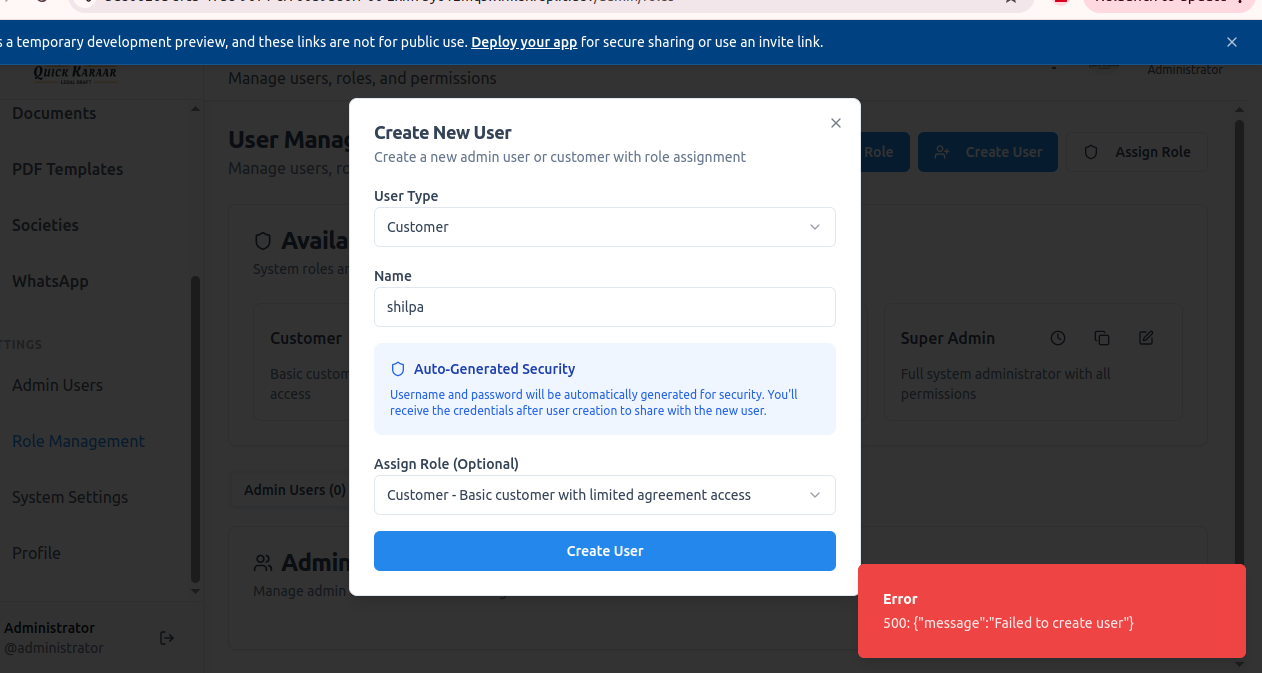 a temporary development preview, and these links are not for public use. Deploy your app for secure sharing or use an invite link.
QUICK KARAAR
Manage users, roles, and permissions
Administrator
Documents
PDF Templates
Societies
WhatsApp
Admin Users
Role Management
System Settings
Profile
Administrator
@administrator
User Manag
Manage users, ro
Role
Create User
Assign Role
Availa
System roles an
Customer
Basic custom
access
Super Admin
Full system administrator with all
permissions
Admin Users (0)
Admin
Manage admin
Create New User
Create a new admin user or customer with role assignment
User Type
Customer
Name
shilpa
Auto-Generated Security
Username and password will be automatically generated for security. You'll
receive the credentials after user creation to share with the new user.
Assign Role (Optional)
Customer - Basic customer with limited agreement access
Create User
Error
500: {"message":"Failed to create user"}